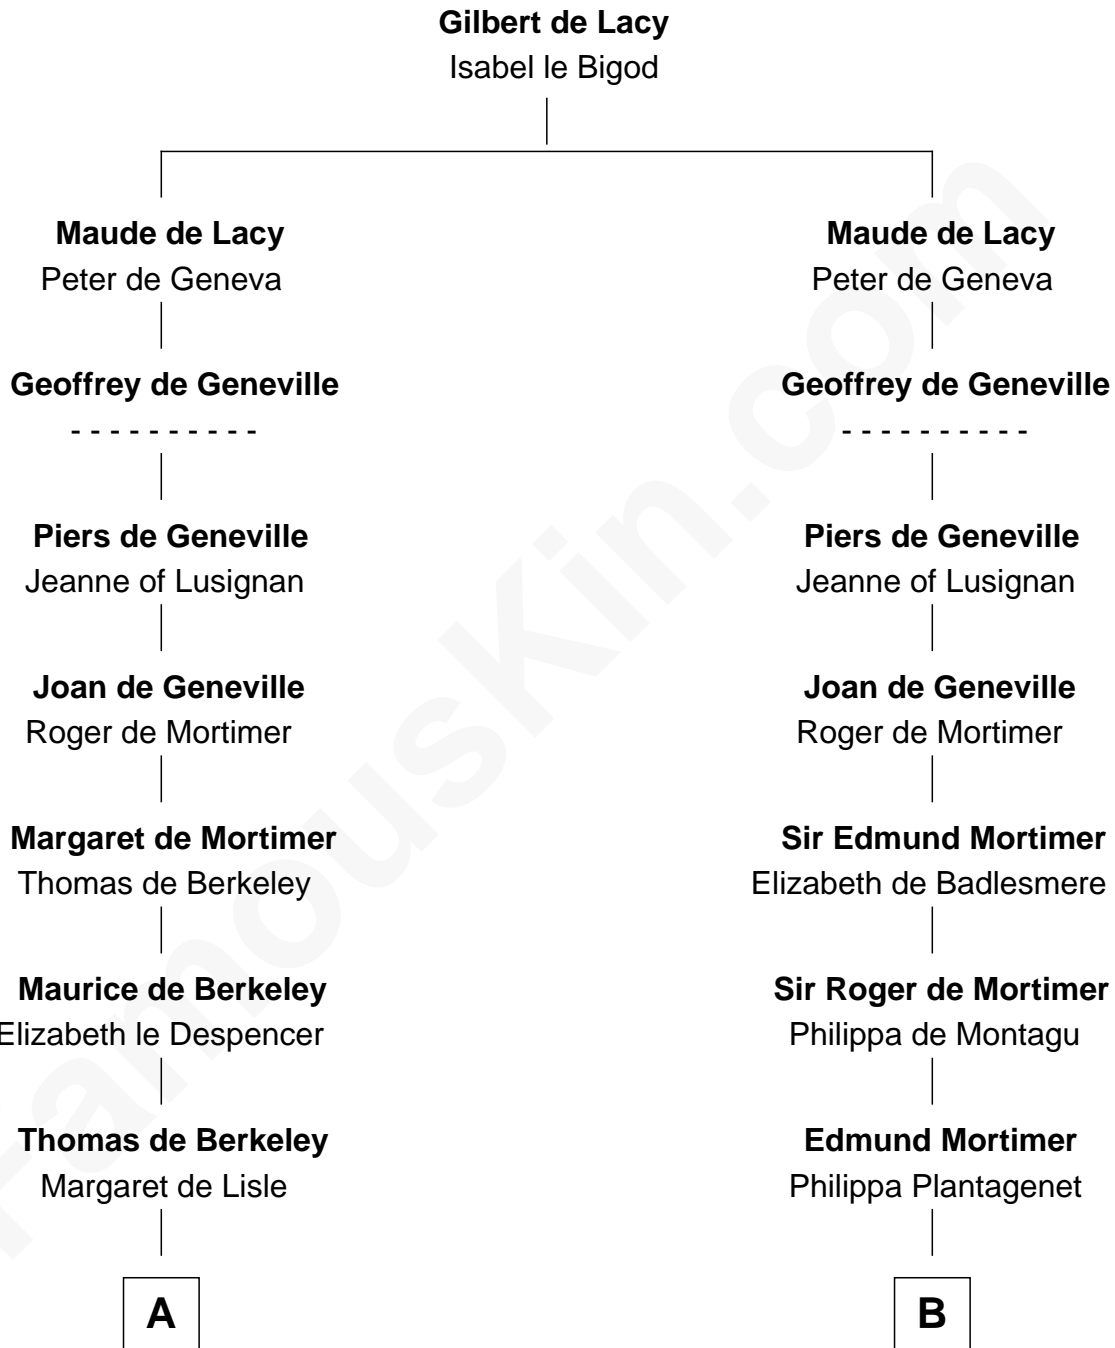 Gilbert de Lacy
Isabel le Bigod
Maude de Lacy
Peter de Geneva
Geoffrey de Geneville
- - - - - - - - - -
Piers de Geneville
Jeanne of Lusignan
Joan de Geneville
Roger de Mortimer
Margaret de Mortimer
Thomas de Berkeley
Maurice de Berkeley
Elizabeth le Despencer
Thomas de Berkeley
Margaret de Lisle
A
Maude de Lacy
Peter de Geneva
Geoffrey de Geneville
- - - - - - - - - -
Piers de Geneville
Jeanne of Lusignan
Joan de Geneville
Roger de Mortimer
Sir Edmund Mortimer
Elizabeth de Badlesmere
Sir Roger de Mortimer
Philippa de Montagu
Edmund Mortimer
Philippa Plantagenet
B
FamousKin.com